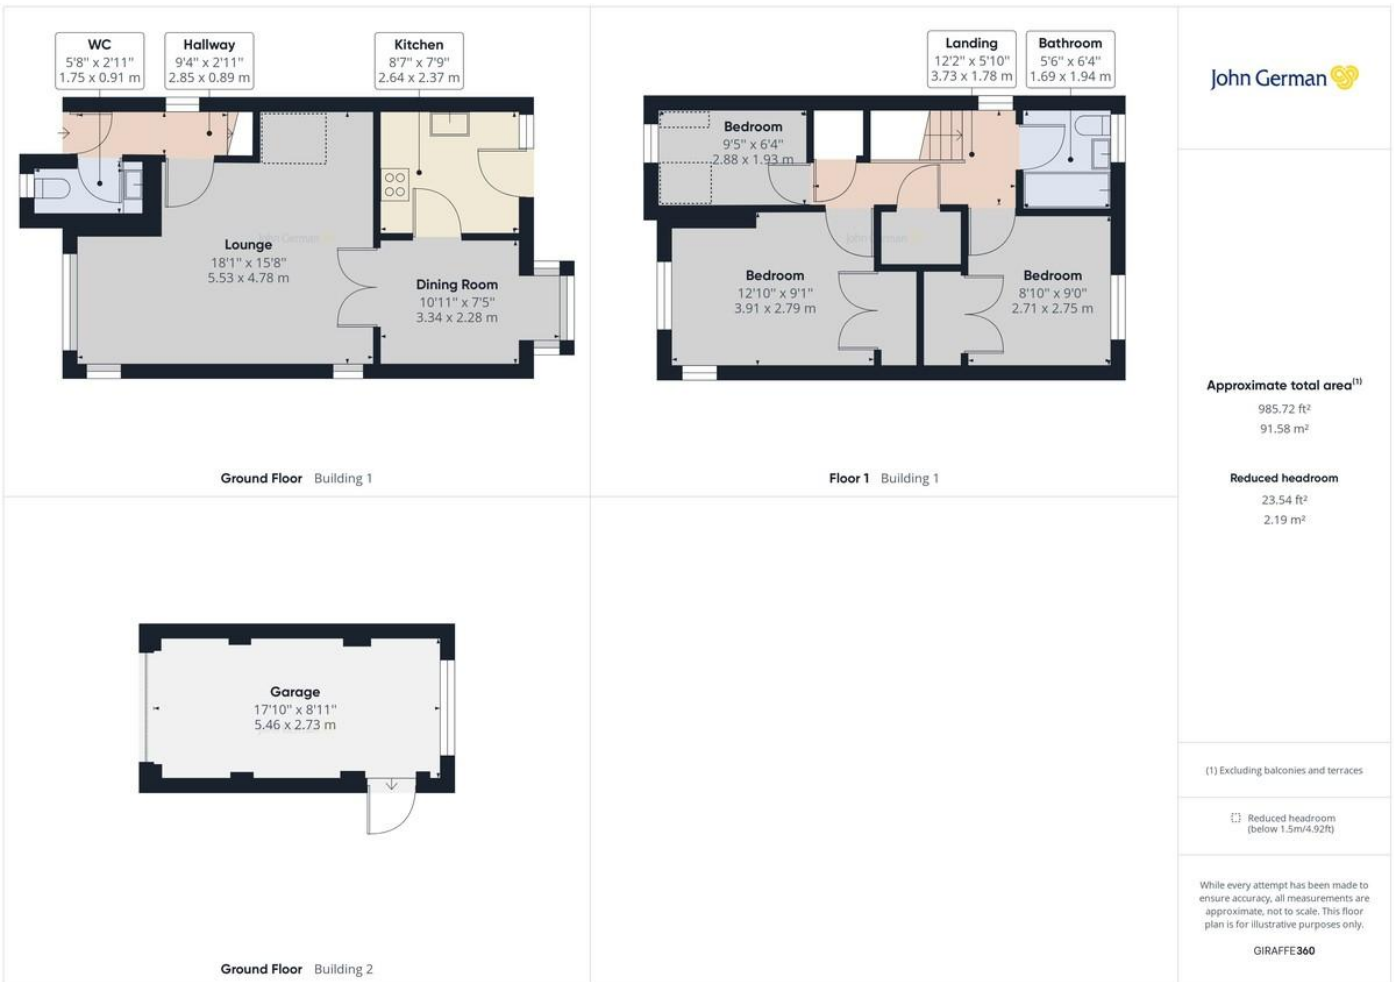 WC
5'8" x 2'11"
1.75 x 0.91 m
Hallway
9'4" x 2'11"
2.85 x 0.89 m
Kitchen
8'7" x 7'9"
2.64 x 2.37 m
Lounge
18'1" x 15'8"
5.53 x 4.78 m
John German
Dining Room
10'11" x 7'5"
3.34 x 2.28 m
Ground Floor Building 1
Landing
12'2" x 5'10"
3.73 x 1.78 m
Bathroom
5'6" x 6'4"
1.69 x 1.94 m
Bedroom
9'5" x 6'4"
2.88 x 1.93 m
John German
Bedroom
12'10" x 9'1"
3.91 x 2.79 m
Bedroom
8'10" x 9'0"
2.71 x 2.75 m
Floor 1 Building 1
Garage
17'10" x 8'11"
5.46 x 2.73 m
Ground Floor Building 2
John German
Approximate total area(1)
985.72 ft²
91.58 m²
Reduced headroom
23.54 ft²
2.19 m²
(1) Excluding balconies and terraces
Reduced headroom
(below 1.5m/4.92ft)
While every attempt has been made to
ensure accuracy, all measurements are
approximate, not to scale. This floor
plan is for illustrative purposes only.
GIRAFFE360